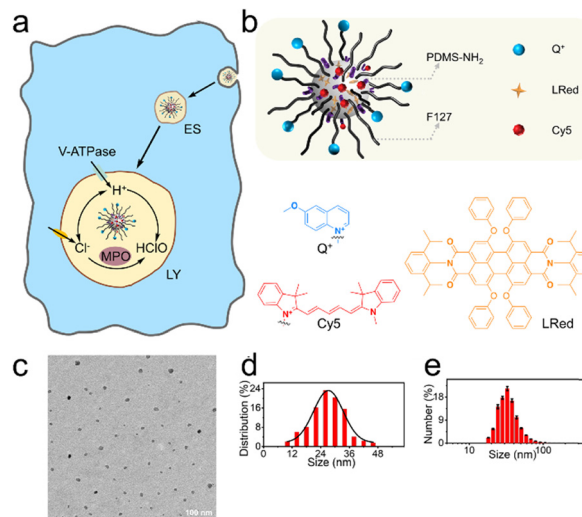 a
ES
V-ATPase
H⁺
Cl⁻
HClO
MPO
LY
b
PDMS-NH₂
F127
Q⁺
LRed
Cy5
O
N⁺
Q⁺
N⁺
N
Cy5
O
O
O
O
O
N
N
O
O
O
LRed
c
100 nm
d
Distribution (%)
24
16
8
0
0
12
24
36
48
Size (nm)
e
Number (%)
18
12
6
0
10
100
Size (nm)